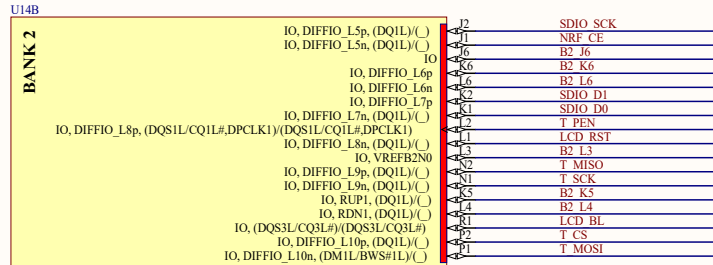 U14B
BANK 2
IO, DIFFIO_L5p, (DQ1L)/(_) J2 SDIO_SCK
IO, DIFFIO_L5n, (DQ1L)/(_) J1 NRF_CE
IO J6 B2_J6
IO, DIFFIO_L6p K6 B2_K6
IO, DIFFIO_L6n L6 B2_L6
IO, DIFFIO_L7p K2 SDIO_D1
IO, DIFFIO_L7n, (DQ1L)/(_) K1 SDIO_D0
IO, DIFFIO_L8p, (DQS1L/CQ1L#,DPCLK1)/(DQS1L/CQ1L#,DPCLK1) L2 T_PEN
IO, DIFFIO_L8n, (DQ1L)/(_) L1 LCD_RST
IO, VREFB2N0 L3 B2_L3
IO, DIFFIO_L9p, (DQ1L)/(_) N2 T_MISO
IO, DIFFIO_L9n, (DQ1L)/(_) N1 T_SCK
IO, RUP1, (DQ1L)/(_) K5 B2_K5
IO, RDN1, (DQ1L)/(_) L4 B2_L4
IO, (DQS3L/CQ3L#)/(DQS3L/CQ3L#) R1 LCD_BL
IO, DIFFIO_L10p, (DQ1L)/(_) P2 T_CS
IO, DIFFIO_L10n, (DM1L/BWS#1L)/(_) P1 T_MOSI